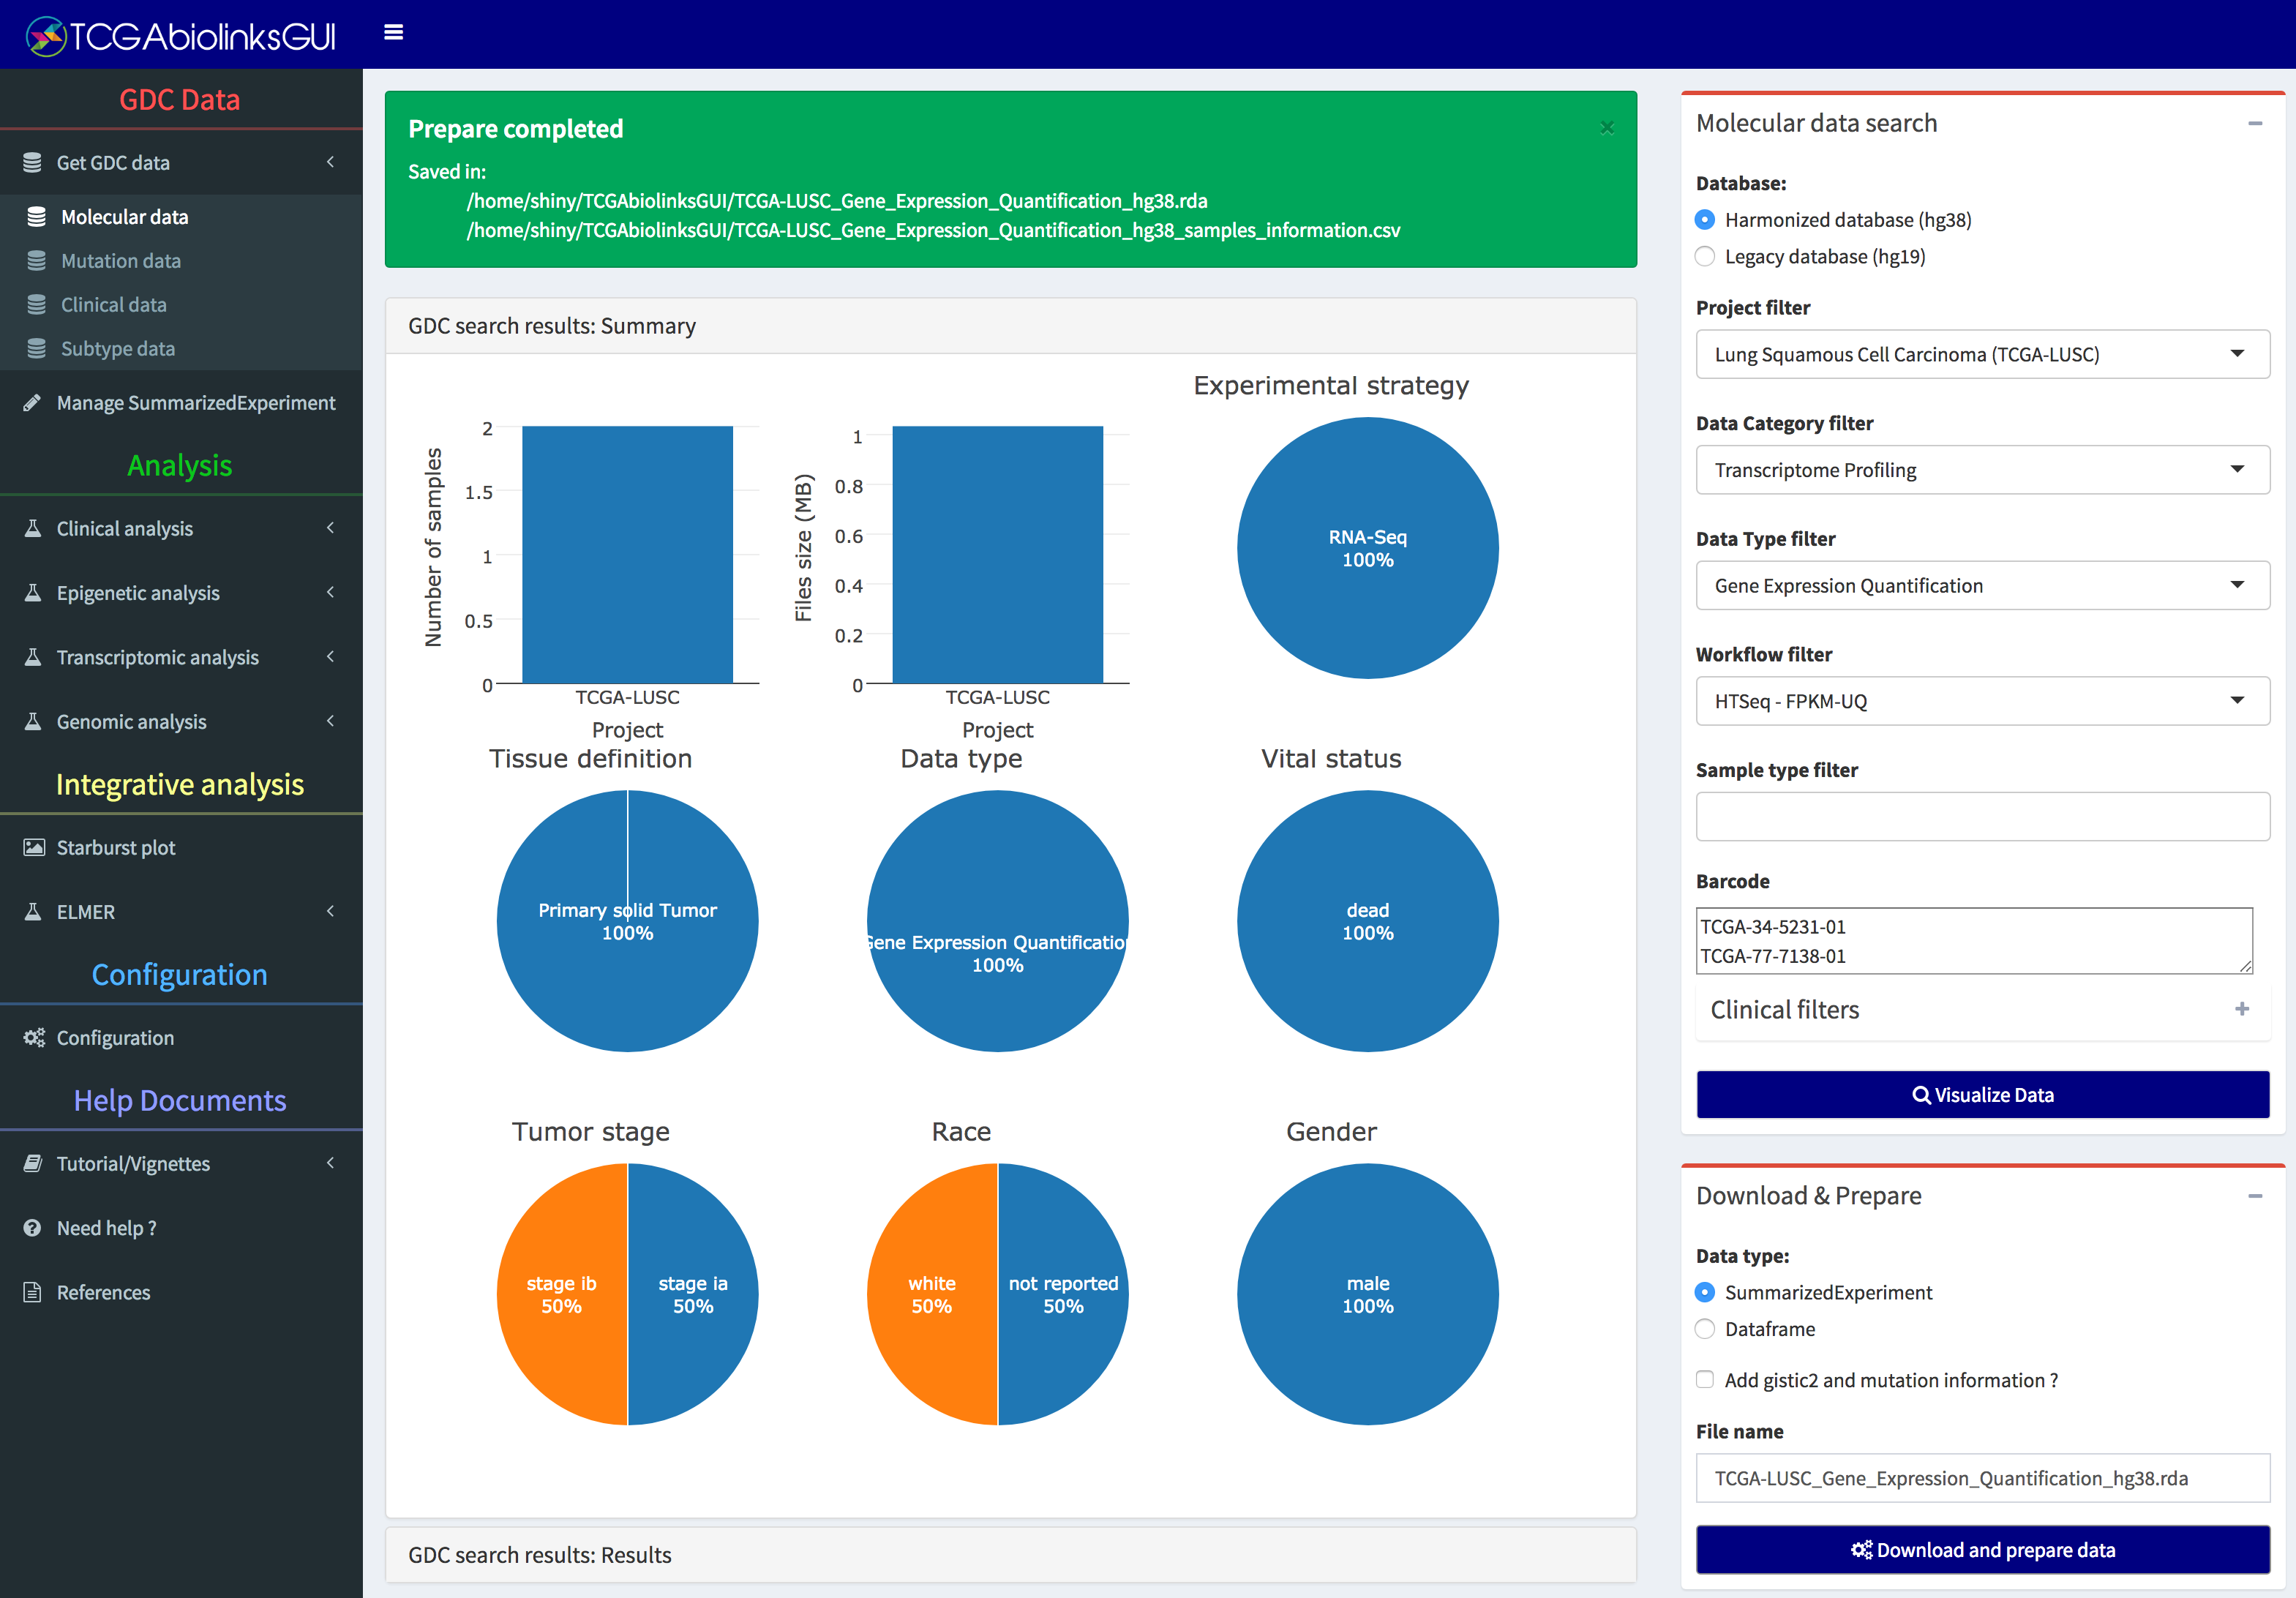 TCGAbiolinksGUI
GDC Data
Get GDC data
Molecular data
Mutation data
Clinical data
Subtype data
Manage SummarizedExperiment
Analysis
Clinical analysis
Epigenetic analysis
Transcriptomic analysis
Genomic analysis
Integrative analysis
Starburst plot
ELMER
Configuration
Configuration
Help Documents
Tutorial/Vignettes
Need help ?
References
Prepare completed
×
Saved in:
/home/shiny/TCGAbiolinksGUI/TCGA-LUSC_Gene_Expression_Quantification_hg38.rda
/home/shiny/TCGAbiolinksGUI/TCGA-LUSC_Gene_Expression_Quantification_hg38_samples_information.csv
GDC search results: Summary
Number of samples
2
1.5
1
0.5
0
TCGA-LUSC
Project
Files size (MB)
1
0.8
0.6
0.4
0.2
0
TCGA-LUSC
Project
Experimental strategy
RNA-Seq
100%
Tissue definition
Primary solid Tumor
100%
Data type
Gene Expression Quantification
100%
Vital status
dead
100%
Tumor stage
stage ib
50%
stage ia
50%
Race
white
50%
not reported
50%
Gender
male
100%
GDC search results: Results
Molecular data search
Database:
Harmonized database (hg38)
Legacy database (hg19)
Project filter
Lung Squamous Cell Carcinoma (TCGA-LUSC)
Data Category filter
Transcriptome Profiling
Data Type filter
Gene Expression Quantification
Workflow filter
HTSeq - FPKM-UQ
Sample type filter
Barcode
TCGA-34-5231-01
TCGA-77-7138-01
Clinical filters
Visualize Data
Download & Prepare
Data type:
SummarizedExperiment
Dataframe
Add gistic2 and mutation information ?
File name
TCGA-LUSC_Gene_Expression_Quantification_hg38.rda
Download and prepare data